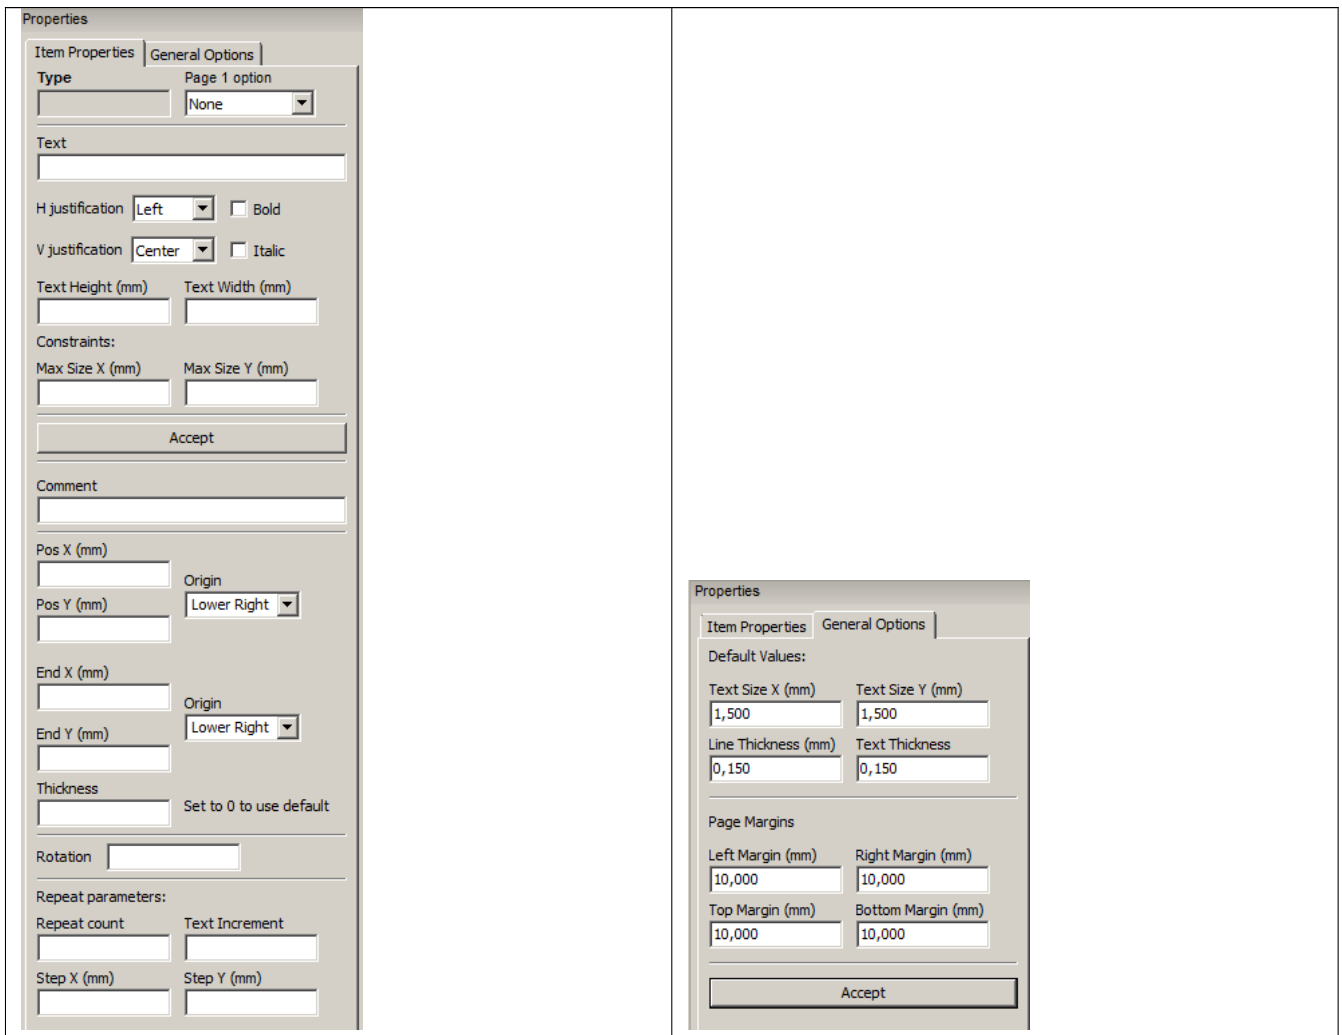 Properties
Item Properties General Options
Type Page 1 option
None
Text
H justification Left Bold
V justification Center Italic
Text Height (mm) Text Width (mm)
Constraints:
Max Size X (mm) Max Size Y (mm)
Accept
Comment
Pos X (mm)
Origin
Pos Y (mm) Lower Right
End X (mm)
Origin
End Y (mm) Lower Right
Thickness
Set to 0 to use default
Rotation
Repeat parameters:
Repeat count Text Increment
Step X (mm) Step Y (mm)
Properties
Item Properties General Options
Default Values:
Text Size X (mm) Text Size Y (mm)
1,500 1,500
Line Thickness (mm) Text Thickness
0,150 0,150
Page Margins
Left Margin (mm) Right Margin (mm)
10,000 10,000
Top Margin (mm) Bottom Margin (mm)
10,000 10,000
Accept